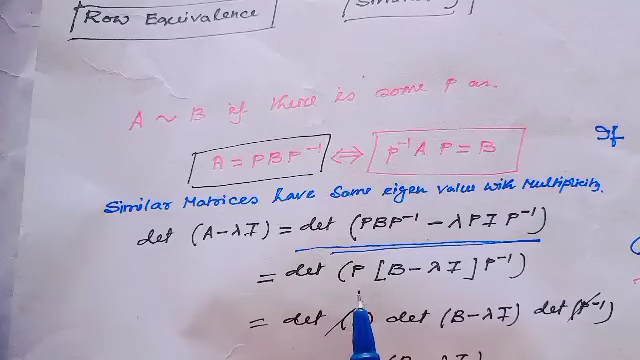 Row Equivalence
A ~ B if there is some P as.
A = PBP⁻¹ ⇔ P⁻¹ A P = B
If
Similar Matrices have same eigen value with multiplicity.
det (A-λI) = det (PBP⁻¹ - λPIP⁻¹)
= det (P [B-λI] P⁻¹)
= det ( ) det (B-λI) det (P⁻¹)